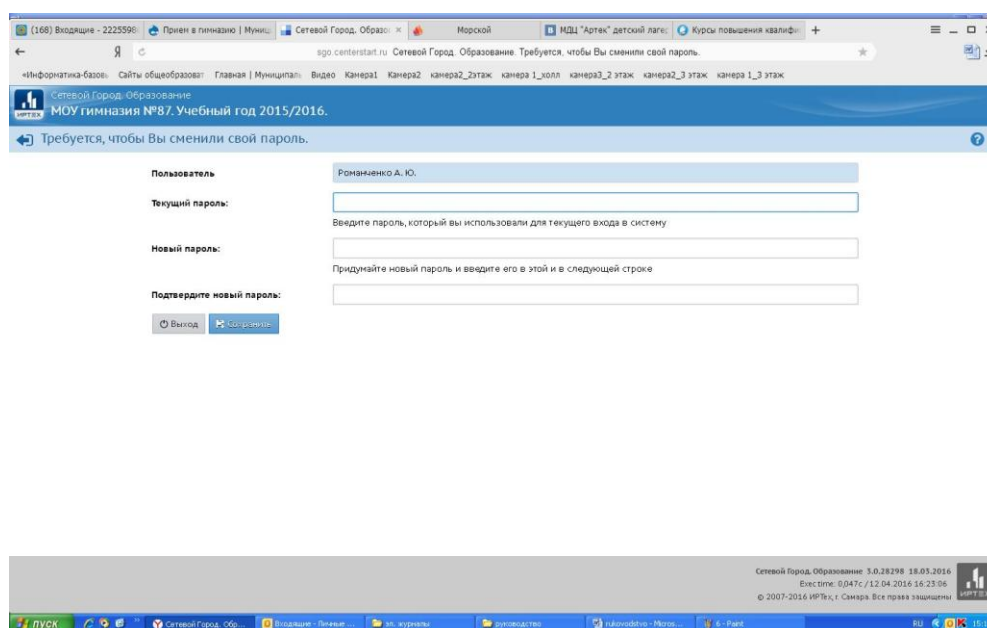 (168) Входящие - 2225598 Прием в гимназию | Муниц Сетевой Город. Образо × Морской МДЦ "Артек" детский лагер Курсы повышения квалифи +
← Я sgo.centerstart.ru Сетевой Город. Образование. Требуется, чтобы Вы сменили свой пароль.
«Информатика-базов Сайты общеобразоват Главная | Муниципал Видео Камера1 Камера2 камера2_2этаж камера 1_холл камера3_2 этаж камера2_3 этаж камера 1_3 этаж
Сетевой Город. Образование
ИРТЕХ МОУ гимназия №87. Учебный год 2015/2016.
Требуется, чтобы Вы сменили свой пароль. ?
Пользователь Романченко А. Ю.
Текущий пароль:
Введите пароль, который вы использовали для текущего входа в систему
Новый пароль:
Придумайте новый пароль и введите его в этой и в следующей строке
Подтвердите новый пароль:
Выход Сохранить
Сетевой Город. Образование 3.0.28298 18.03.2016
Exec time: 0,047с / 12.04.2016 16:23:06
© 2007-2016 ИРТех, г. Самара. Все права защищены ИРТЕХ
пуск Сетевой Город. Обр... Входящие - Личные ... эл. журналы руководство rukovodstvo - Micros... 6 - Paint RU